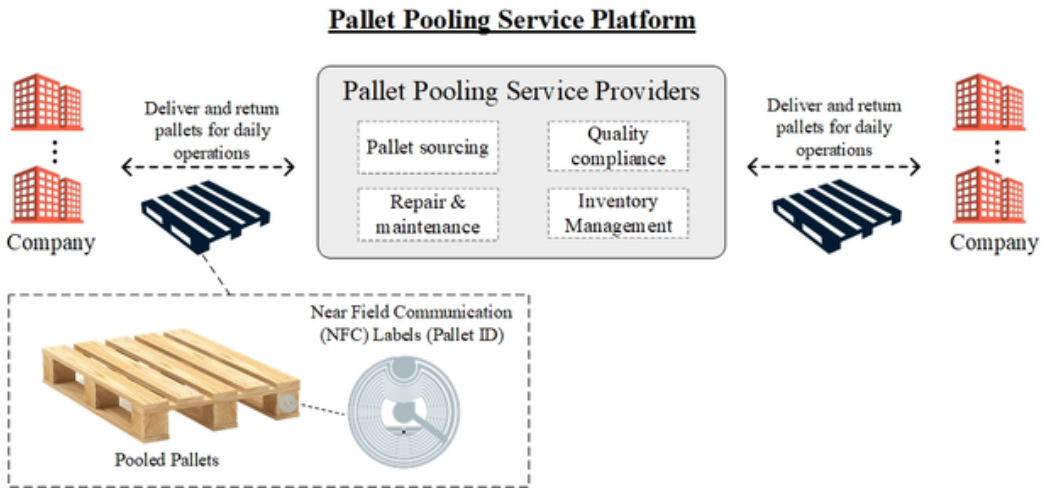 Pallet Pooling Service Platform
Deliver and return
pallets for daily
operations
Company
Pallet Pooling Service Providers
Pallet sourcing
Quality
compliance
Repair &
maintenance
Inventory
Management
Deliver and return
pallets for daily
operations
Company
Near Field Communication
(NFC) Labels (Pallet ID)
Pooled Pallets